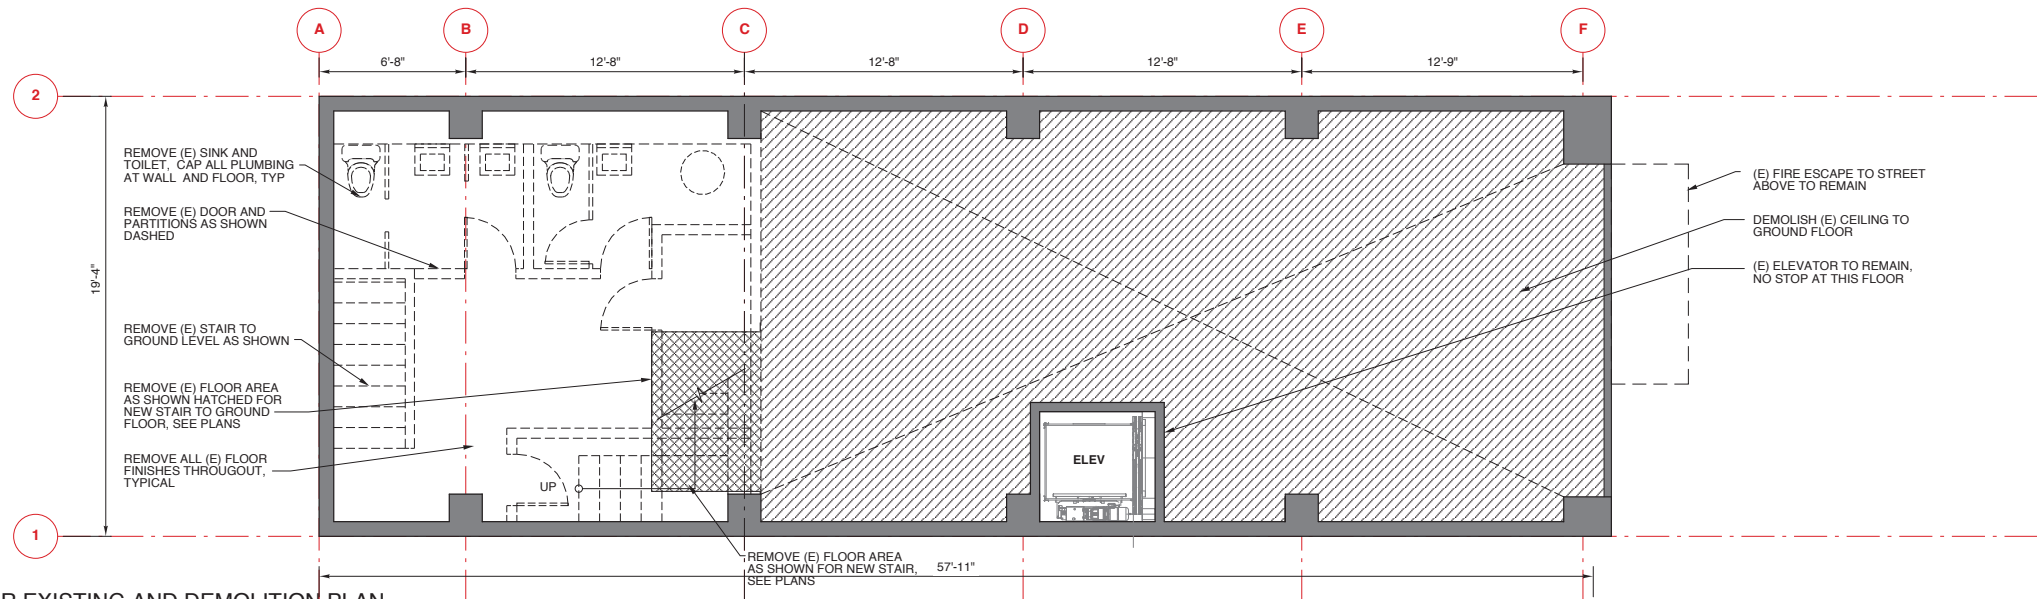 A
B
C
D
E
F
6'-8"
12'-8"
12'-8"
12'-8"
12'-9"
2
REMOVE (E) SINK AND
TOILET, CAP ALL PLUMBING
AT WALL AND FLOOR, TYP
REMOVE (E) DOOR AND
PARTITIONS AS SHOWN
DASHED
19'-4"
REMOVE (E) STAIR TO
GROUND LEVEL AS SHOWN
REMOVE (E) FLOOR AREA
AS SHOWN HATCHED FOR
NEW STAIR TO GROUND
FLOOR, SEE PLANS
REMOVE ALL (E) FLOOR
FINISHES THROUGOUT,
TYPICAL
UP
ELEV
(E) FIRE ESCAPE TO STREET
ABOVE TO REMAIN
DEMOLISH (E) CEILING TO
GROUND FLOOR
(E) ELEVATOR TO REMAIN,
NO STOP AT THIS FLOOR
1
REMOVE (E) FLOOR AREA
AS SHOWN FOR NEW STAIR,
SEE PLANS
57'-11"
R EXISTING AND DEMOLITION PLAN